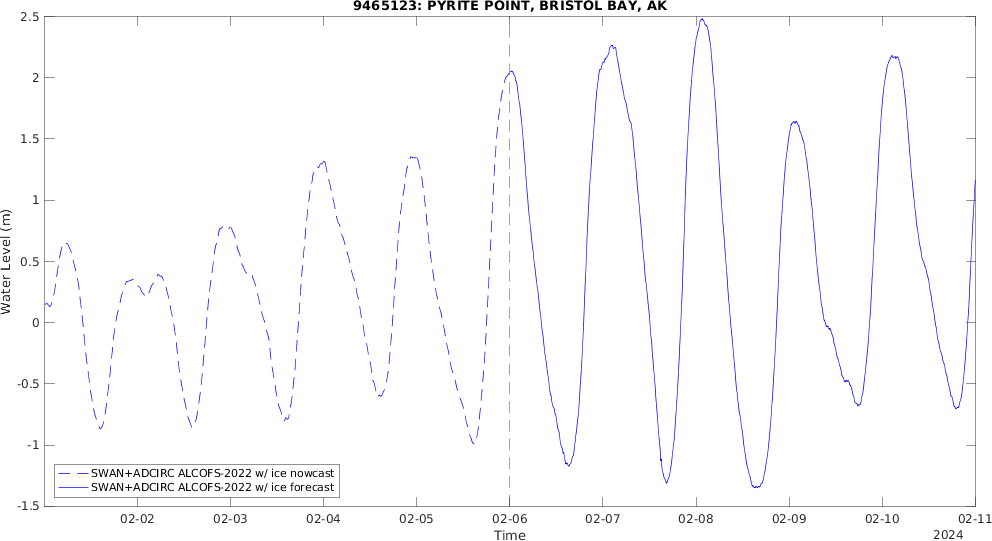 9465123: PYRITE POINT, BRISTOL BAY, AK
Water Level (m)
2.5
2
1.5
1
0.5
0
-0.5
-1
-1.5
SWAN+ADCIRC ALCOFS-2022 w/ ice nowcast
SWAN+ADCIRC ALCOFS-2022 w/ ice forecast
02-02 02-03 02-04 02-05 02-06 02-07 02-08 02-09 02-10 02-11
Time
2024